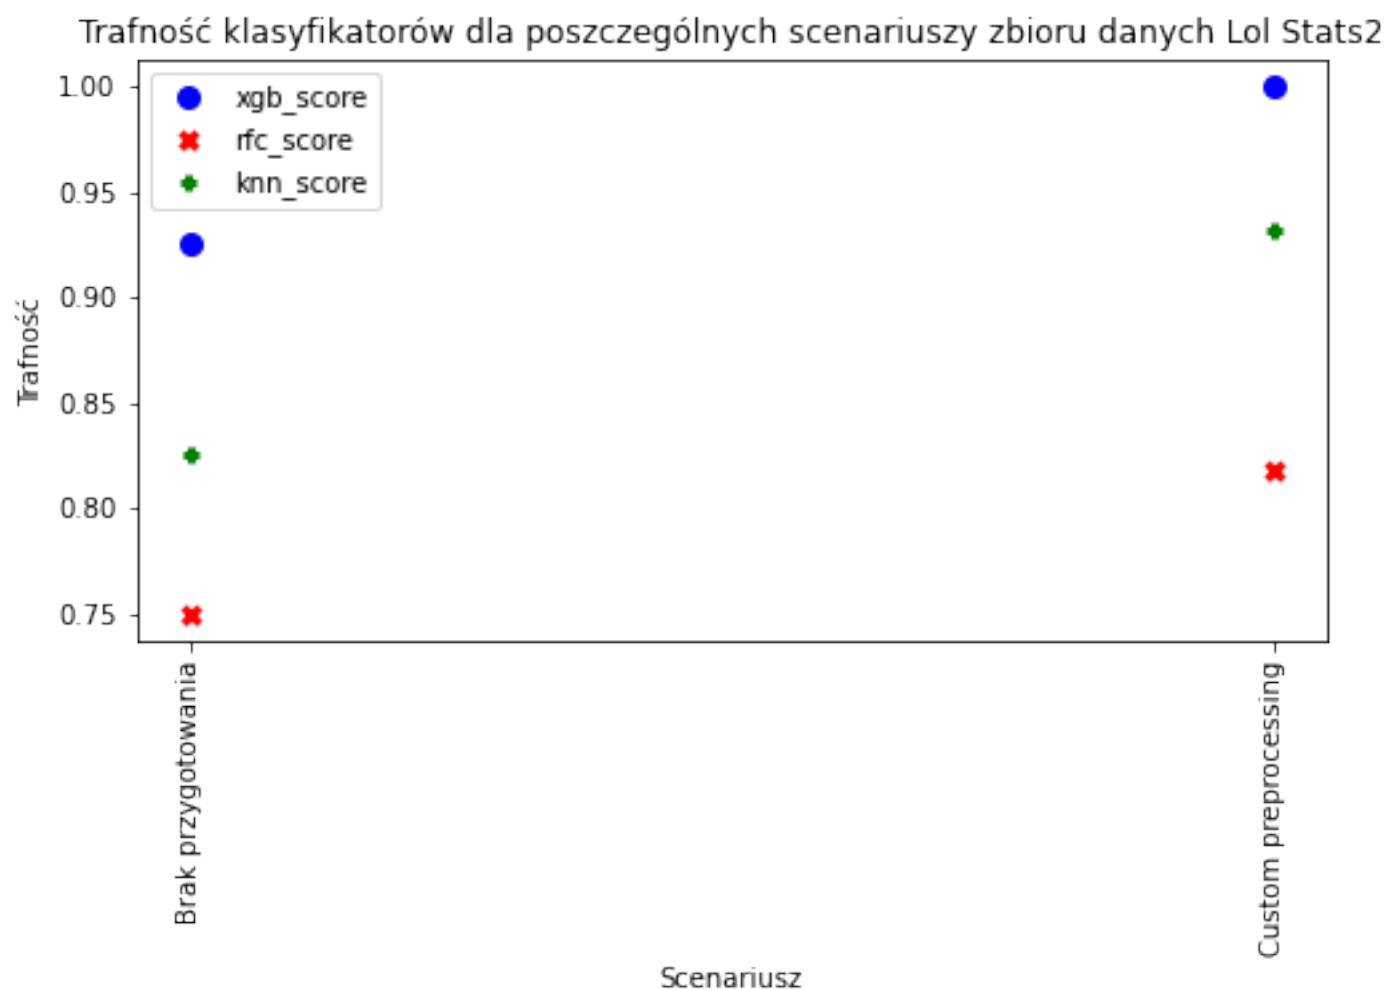 Trafność klasyfikatorów dla poszczególnych scenariuszy zbioru danych Lol Stats2
xgb_score
rfc_score
knn_score
1.00
0.95
0.90
0.85
0.80
0.75
Trafność
Brak przygotowania
Custom preprocessing
Scenariusz